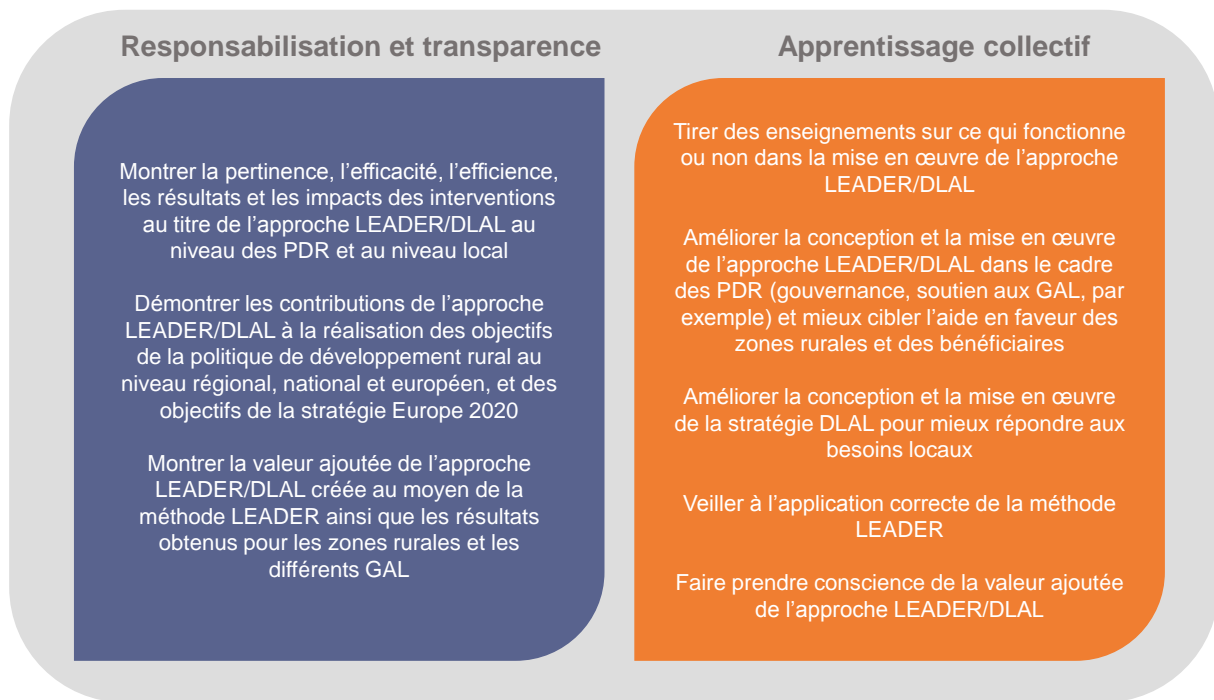 Responsabilisation et transparence
Montrer la pertinence, l’efficacité, l’efficience,
les résultats et les impacts des interventions
au titre de l’approche LEADER/DLAL au
niveau des PDR et au niveau local
Démontrer les contributions de l’approche
LEADER/DLAL à la réalisation des objectifs
de la politique de développement rural au
niveau régional, national et européen, et des
objectifs de la stratégie Europe 2020
Montrer la valeur ajoutée de l’approche
LEADER/DLAL créée au moyen de la
méthode LEADER ainsi que les résultats
obtenus pour les zones rurales et les
différents GAL
Apprentissage collectif
Tirer des enseignements sur ce qui fonctionne
ou non dans la mise en œuvre de l’approche
LEADER/DLAL
Améliorer la conception et la mise en œuvre
de l’approche LEADER/DLAL dans le cadre
des PDR (gouvernance, soutien aux GAL, par
exemple) et mieux cibler l’aide en faveur des
zones rurales et des bénéficiaires
Améliorer la conception et la mise en œuvre
de la stratégie DLAL pour mieux répondre aux
besoins locaux
Veiller à l’application correcte de la méthode
LEADER
Faire prendre conscience de la valeur ajoutée
de l’approche LEADER/DLAL